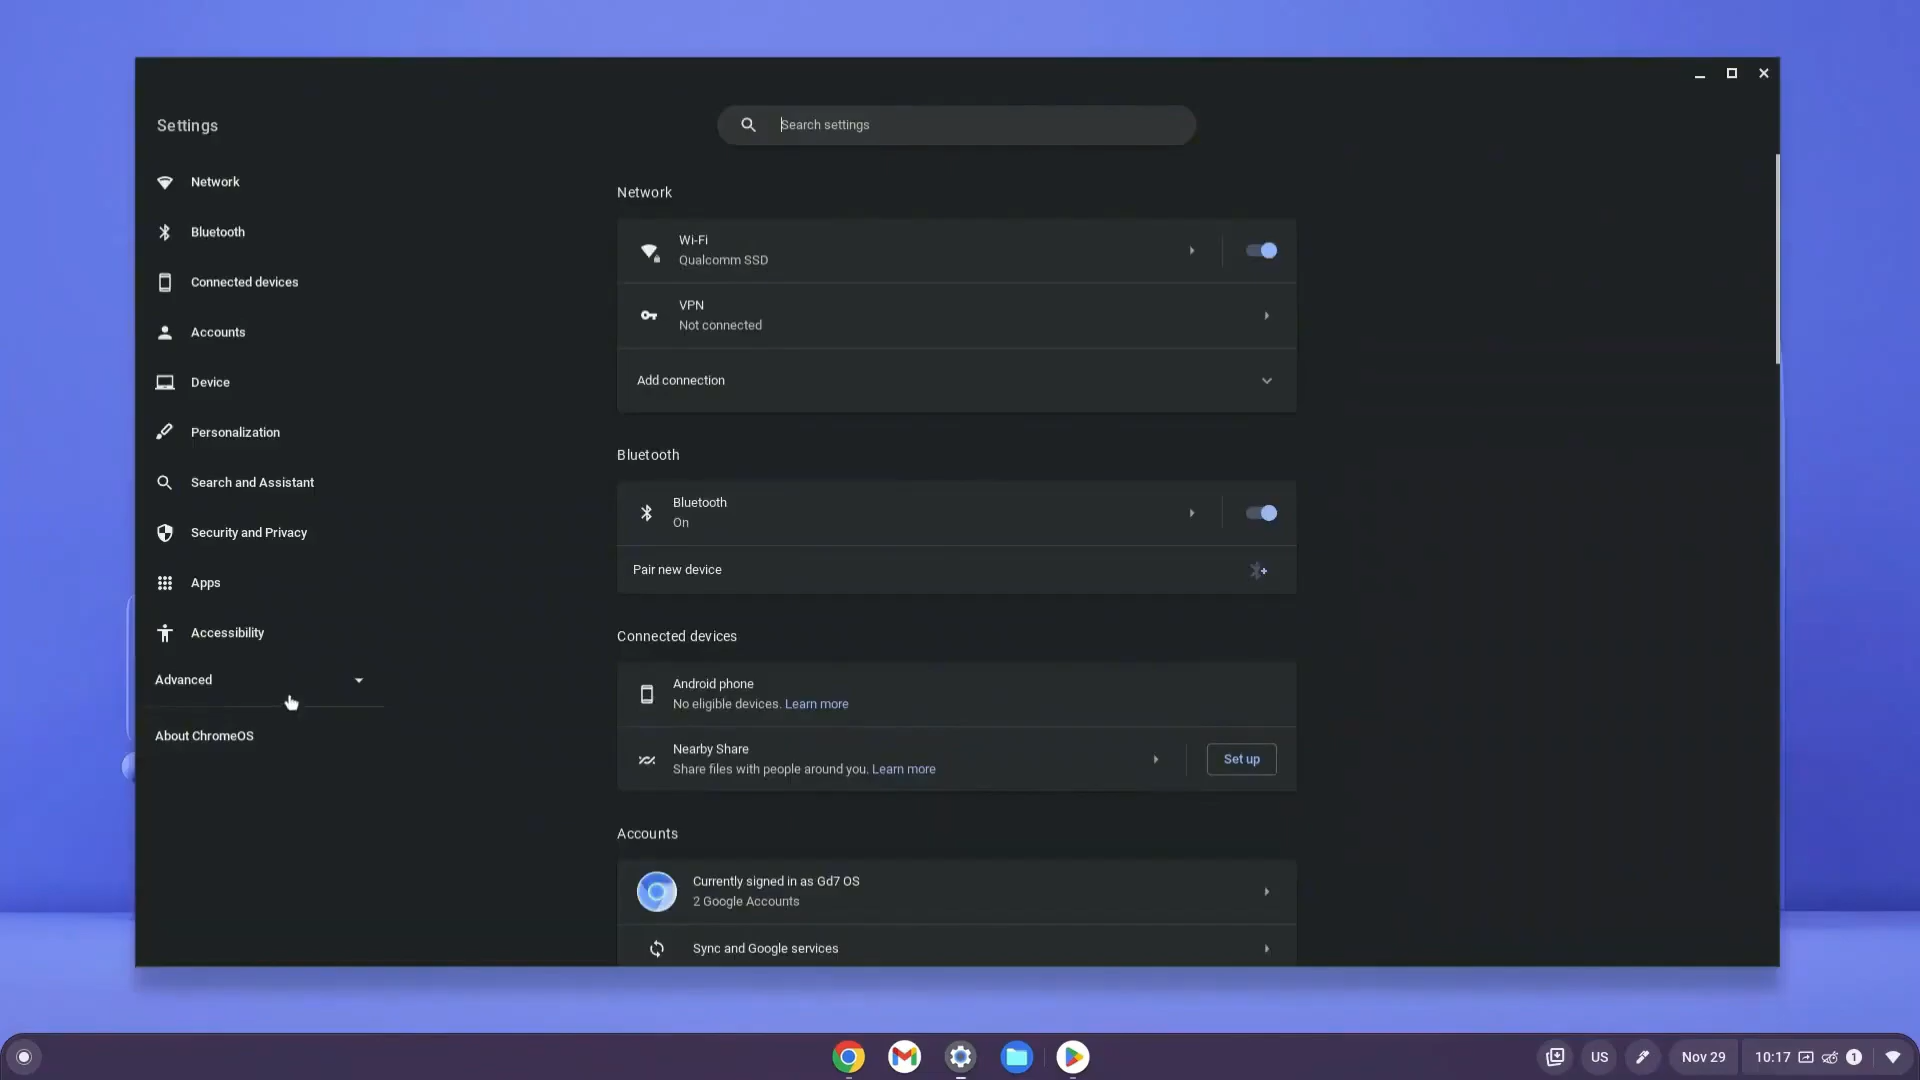 Settings
Search settings
Network
Bluetooth
Connected devices
Accounts
Device
Personalization
Search and Assistant
Security and Privacy
Apps
Accessibility
Advanced
About ChromeOS
Network
Wi-Fi
Qualcomm SSD
VPN
Not connected
Add connection
Bluetooth
Bluetooth
On
Pair new device
Connected devices
Android phone
No eligible devices. Learn more
Nearby Share
Share files with people around you. Learn more
Set up
Accounts
Currently signed in as Gd7 OS
2 Google Accounts
Sync and Google services
US
Nov 29
10:17
1